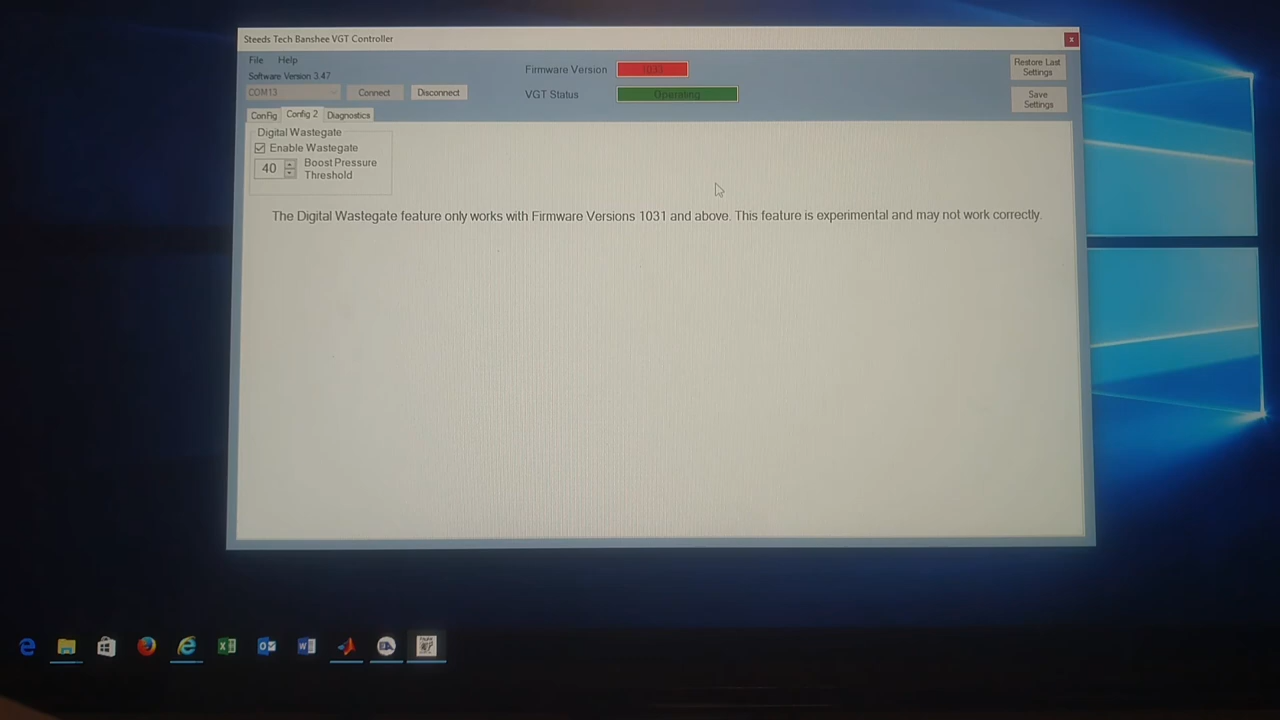 Steeds Tech Banshee VGT Controller
x
File Help
Software Version 3.47
COM13 Connect Disconnect
Firmware Version 1033
VGT Status Operating
Restore Last
Settings
Save
Settings
Config Config 2 Diagnostics
Digital Wastegate
Enable Wastegate
40 Boost Pressure
Threshold
The Digital Wastegate feature only works with Firmware Versions 1031 and above. This feature is experimental and may not work correctly.